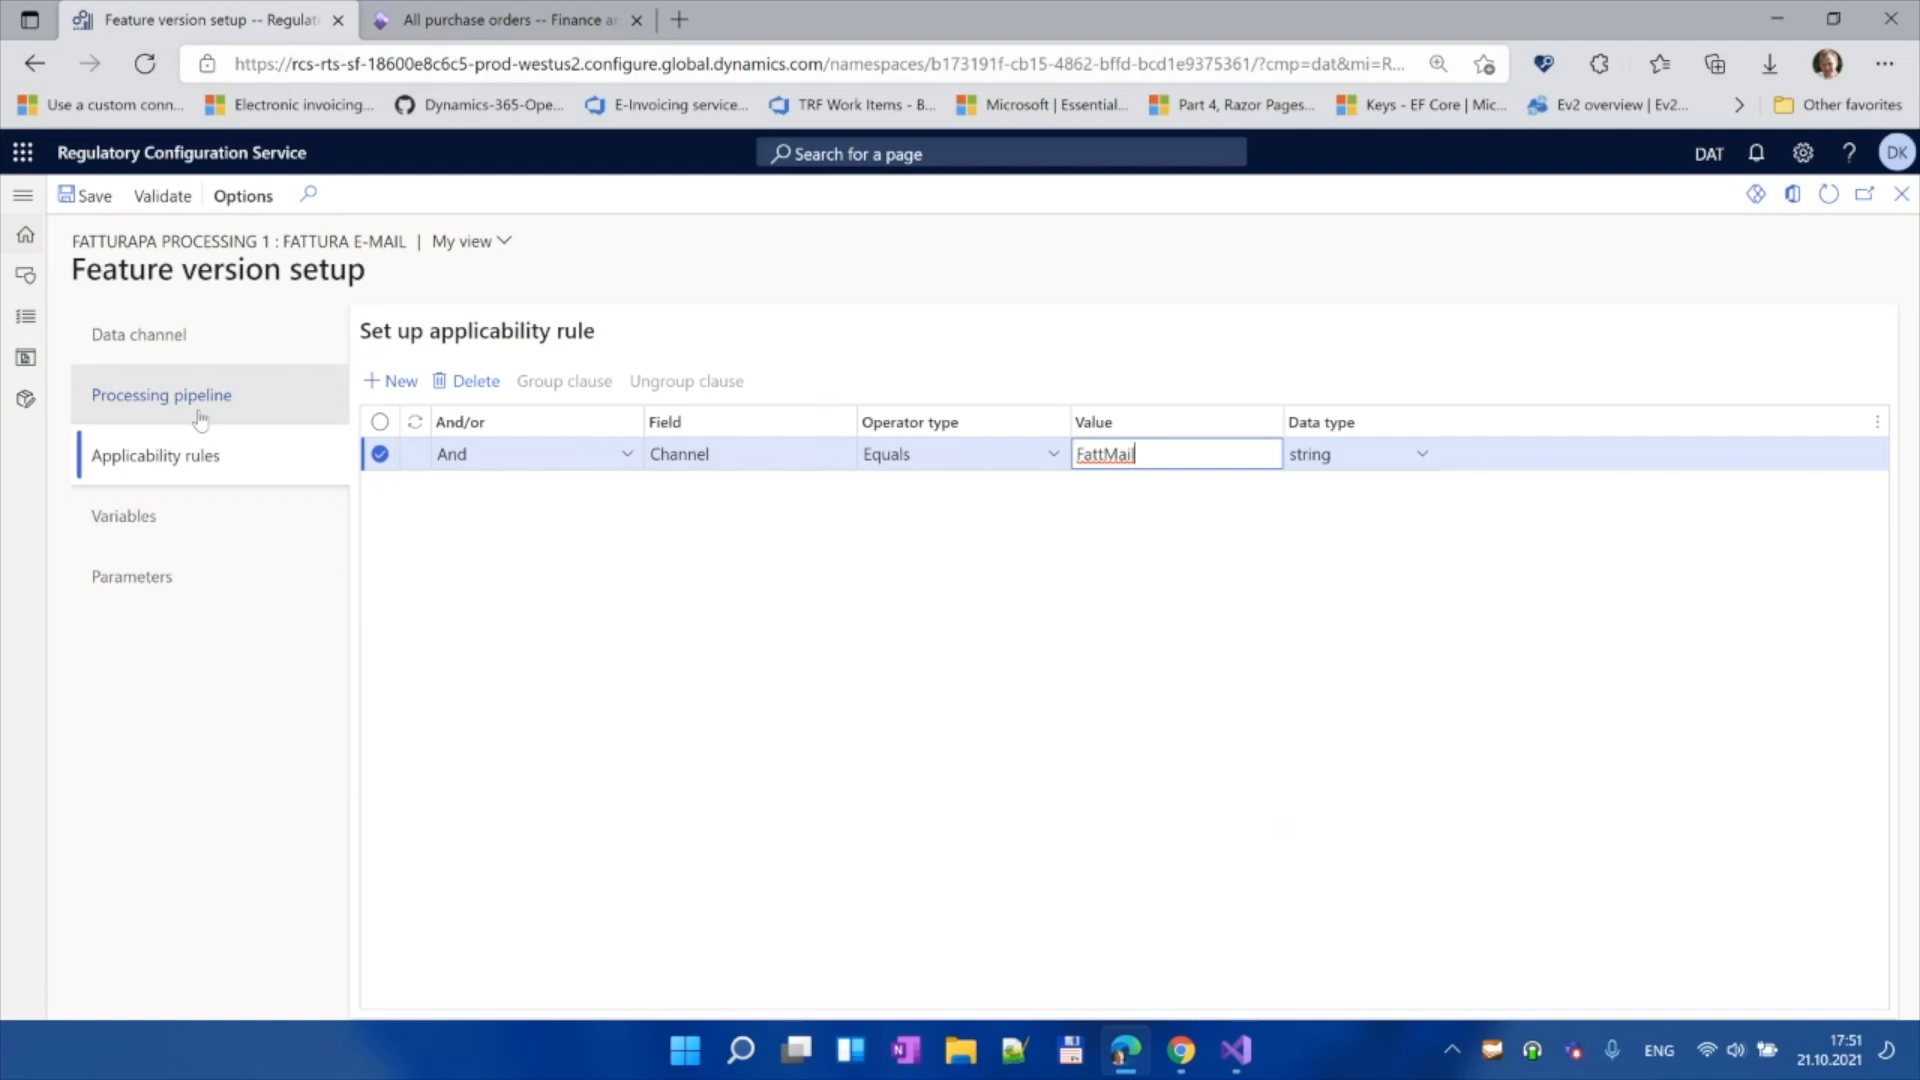 Feature version setup -- Regulat
All purchase orders -- Finance a
https://rcs-rts-sf-18600e8c6c5-prod-westus2.configure.global.dynamics.com/namespaces/b173191f-cb15-4862-bffd-bcd1e9375361/?cmp=dat&mi=R...
Use a custom conn...
Electronic invoicing...
Dynamics-365-Ope...
E-Invoicing service...
TRF Work Items - B...
Microsoft | Essential...
Part 4, Razor Pages...
Keys - EF Core | Mic...
Ev2 overview | Ev2...
Other favorites
Regulatory Configuration Service
Search for a page
DAT
DK
Save
Validate
Options
FATTURAPA PROCESSING 1 : FATTURA E-MAIL | My view
Feature version setup
Data channel
Processing pipeline
Applicability rules
Variables
Parameters
Set up applicability rule
New
Delete
Group clause
Ungroup clause
And/or
Field
Operator type
Value
Data type
And
Channel
Equals
FattMail
string
ENG
17:51
21.10.2021